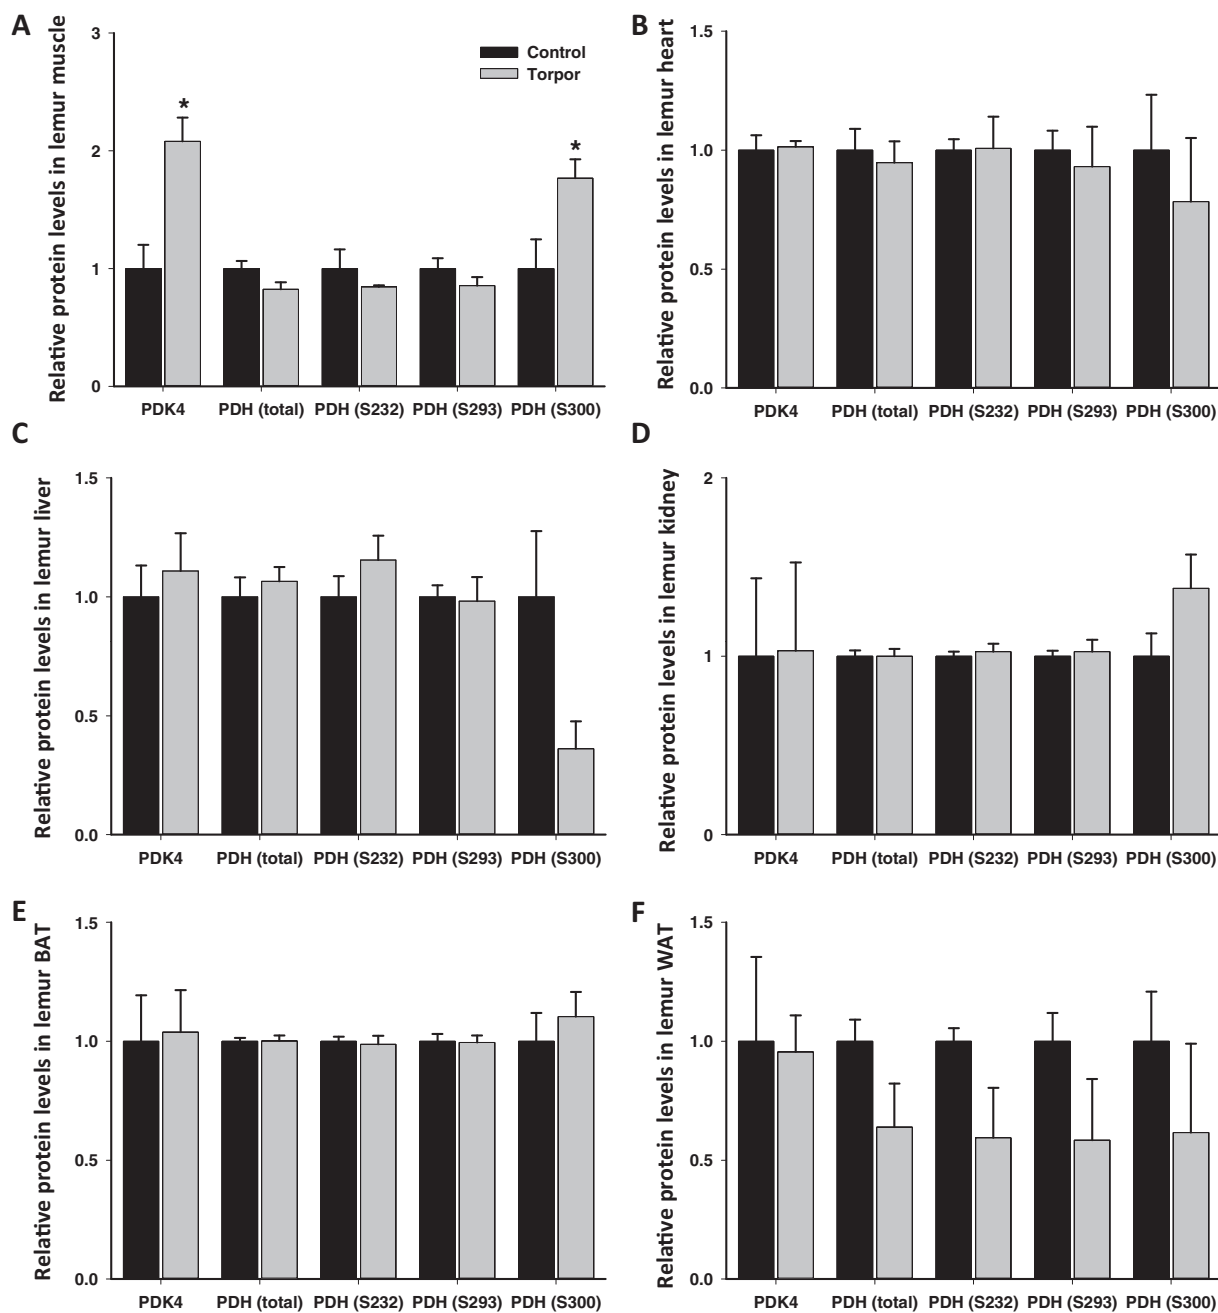 A
Relative protein levels in lemur muscle
3
2
1
0
*
*
Control
Torpor
PDK4 PDH (total) PDH (S232) PDH (S293) PDH (S300)
B
Relative protein levels in lemur heart
1.5
1.0
0.5
0.0
PDK4 PDH (total) PDH (S232) PDH (S293) PDH (S300)
C
Relative protein levels in lemur liver
1.5
1.0
0.5
0.0
PDK4 PDH (total) PDH (S232) PDH (S293) PDH (S300)
D
Relative protein levels in lemur kidney
2
1
0
PDK4 PDH (total) PDH (S232) PDH (S293) PDH (S300)
E
Relative protein levels in lemur BAT
1.5
1.0
0.5
0.0
PDK4 PDH (total) PDH (S232) PDH (S293) PDH (S300)
F
Relative protein levels in lemur WAT
1.5
1.0
0.5
0.0
PDK4 PDH (total) PDH (S232) PDH (S293) PDH (S300)